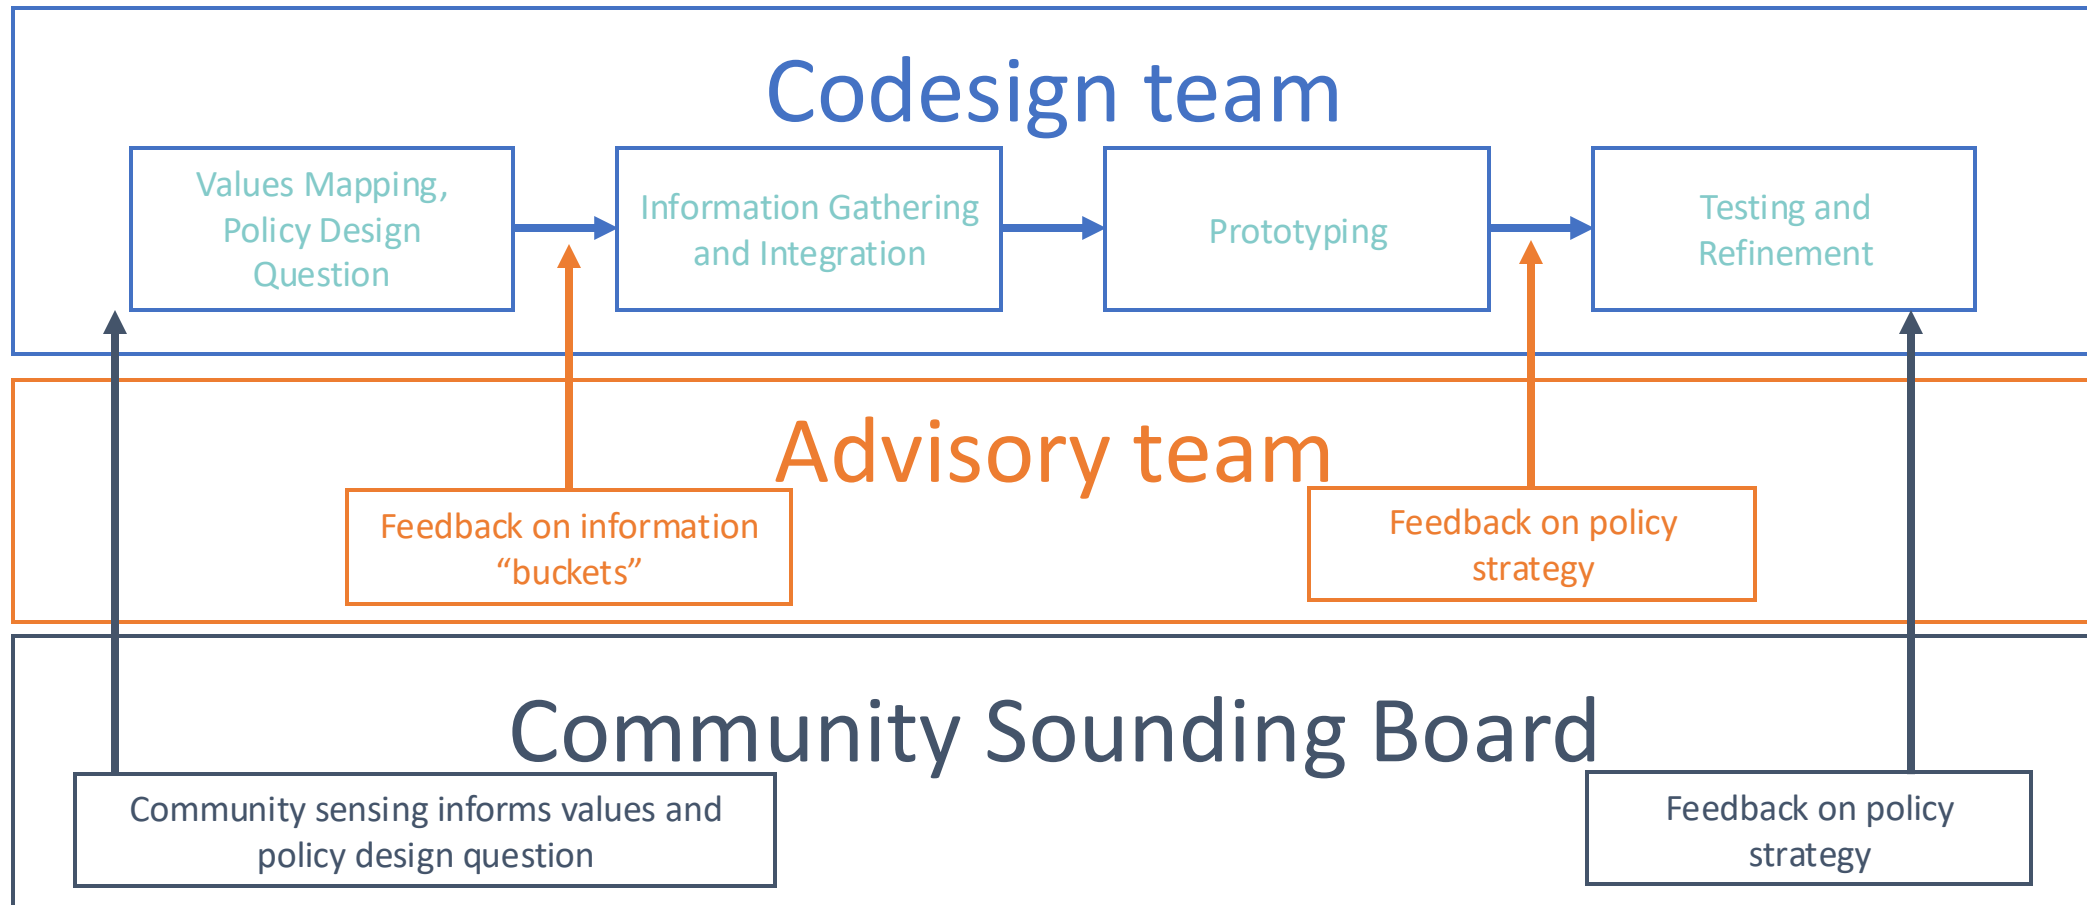 Codesign team
Values Mapping,
Policy Design
Question
Information Gathering
and Integration
Prototyping
Testing and
Refinement
Advisory team
Feedback on information
“buckets”
Feedback on policy
strategy
Community Sounding Board
Community sensing informs values and
policy design question
Feedback on policy
strategy